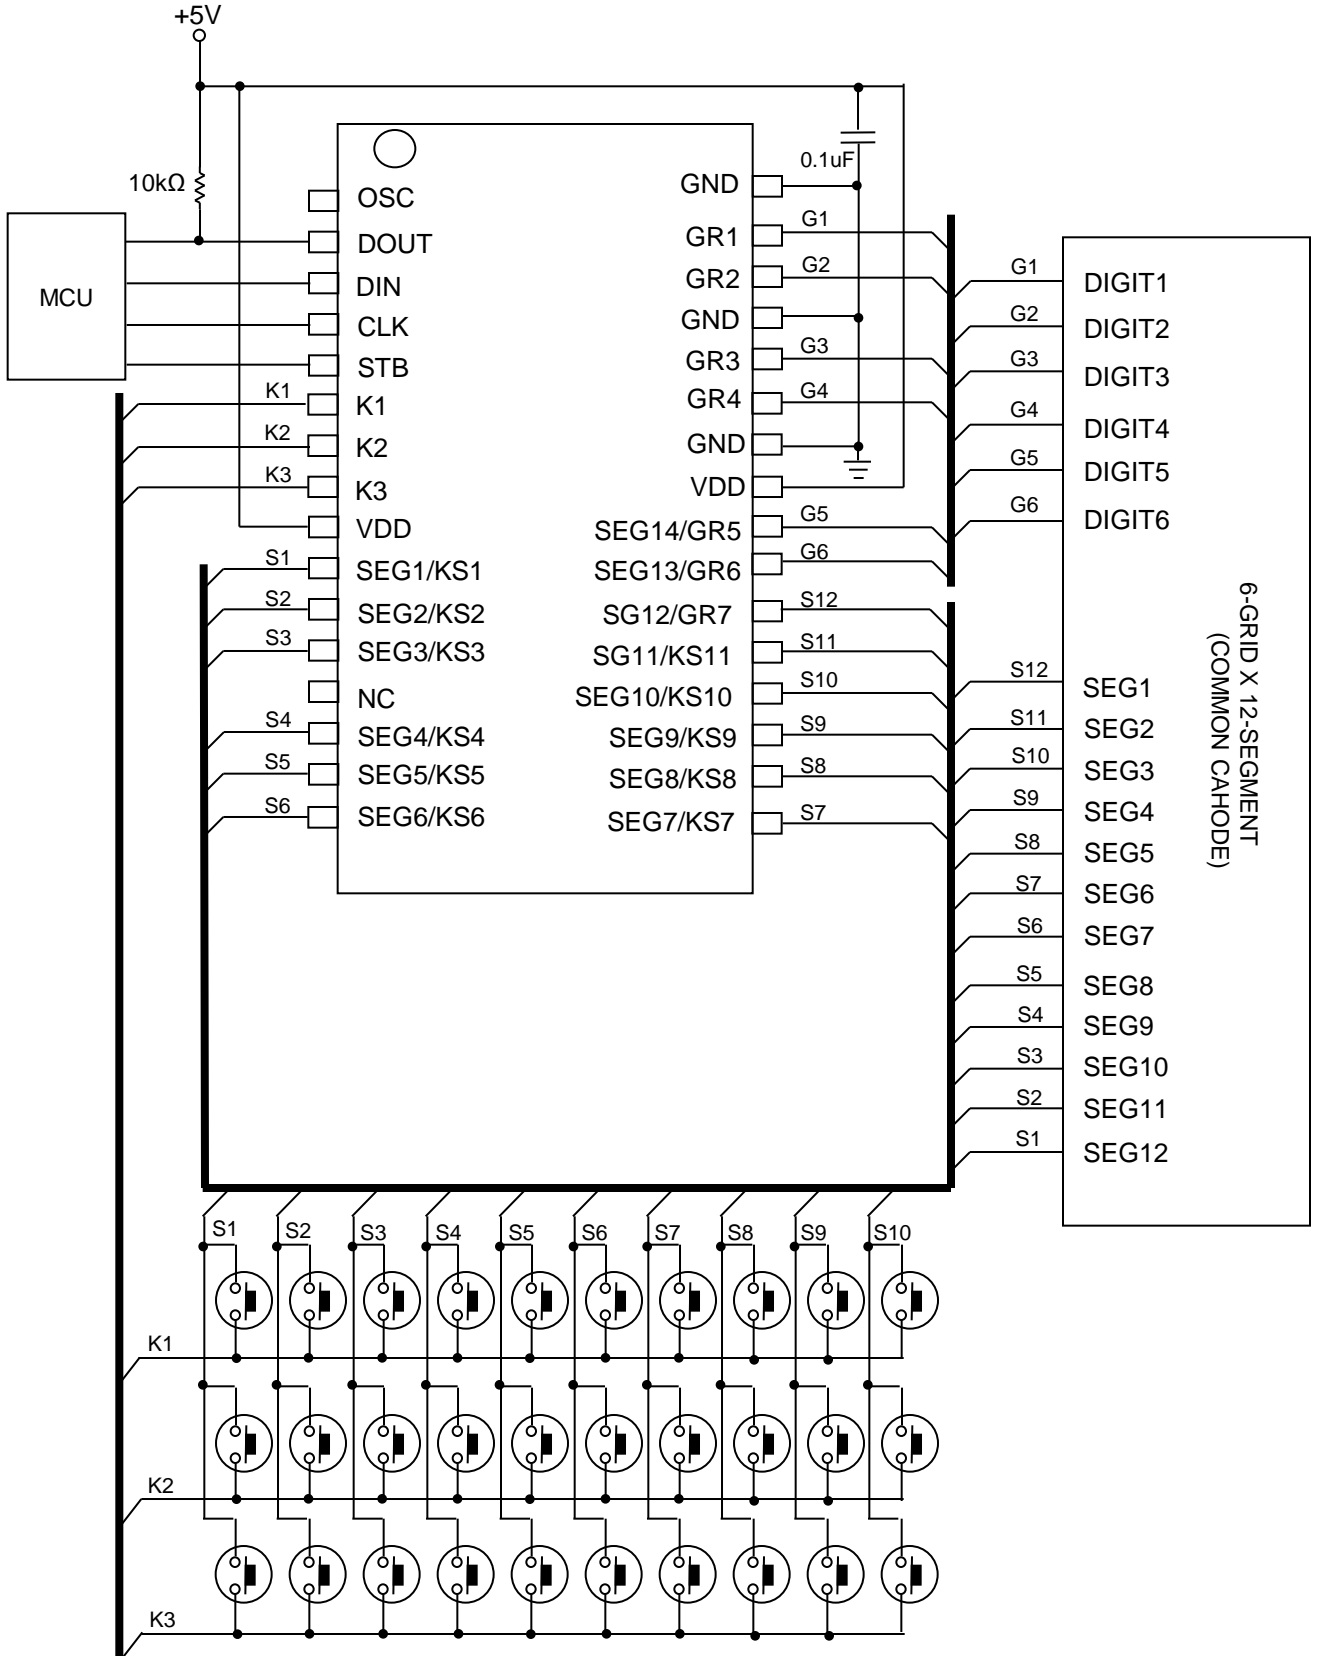 +5V
10kΩ
0.1uF
MCU
OSC
DOUT
DIN
CLK
STB
K1
K1
K2
K2
K3
K3
VDD
S1
SEG1/KS1
S2
SEG2/KS2
S3
SEG3/KS3
NC
S4
SEG4/KS4
S5
SEG5/KS5
S6
SEG6/KS6
GND
GR1
G1
GR2
G2
GND
GR3
G3
GR4
G4
GND
VDD
SEG14/GR5
G5
SEG13/GR6
G6
SG12/GR7
S12
SG11/KS11
S11
SEG10/KS10
S10
SEG9/KS9
S9
SEG8/KS8
S8
SEG7/KS7
S7
G1
DIGIT1
G2
DIGIT2
G3
DIGIT3
G4
DIGIT4
G5
DIGIT5
G6
DIGIT6
6-GRID X 12-SEGMENT
(COMMON CAHODE)
S12
SEG1
S11
SEG2
S10
SEG3
S9
SEG4
S8
SEG5
S7
SEG6
S6
SEG7
S5
SEG8
S4
SEG9
S3
SEG10
S2
SEG11
S1
SEG12
S1 S2 S3 S4 S5 S6 S7 S8 S9 S10
K1
K2
K3